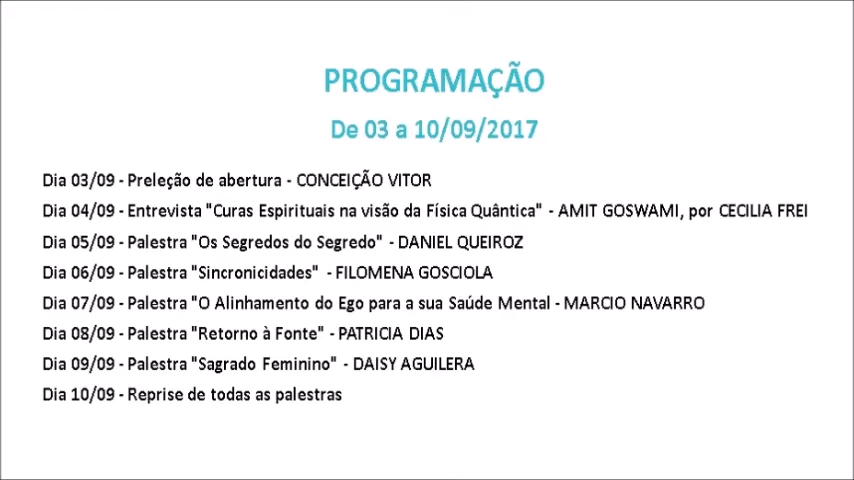 PROGRAMAÇÃO
De 03 a 10/09/2017
Dia 03/09 - Preleção de abertura - CONCEIÇÃO VITOR
Dia 04/09 - Entrevista "Curas Espirituais na visão da Física Quântica" - AMIT GOSWAMI, por CECILIA FREI
Dia 05/09 - Palestra "Os Segredos do Segredo" - DANIEL QUEIROZ
Dia 06/09 - Palestra "Sincronicidades" - FILOMENA GOSCIOLA
Dia 07/09 - Palestra "O Alinhamento do Ego para a sua Saúde Mental - MARCIO NAVARRO
Dia 08/09 - Palestra "Retorno à Fonte" - PATRICIA DIAS
Dia 09/09 - Palestra "Sagrado Feminino" - DAISY AGUILERA
Dia 10/09 - Reprise de todas as palestras